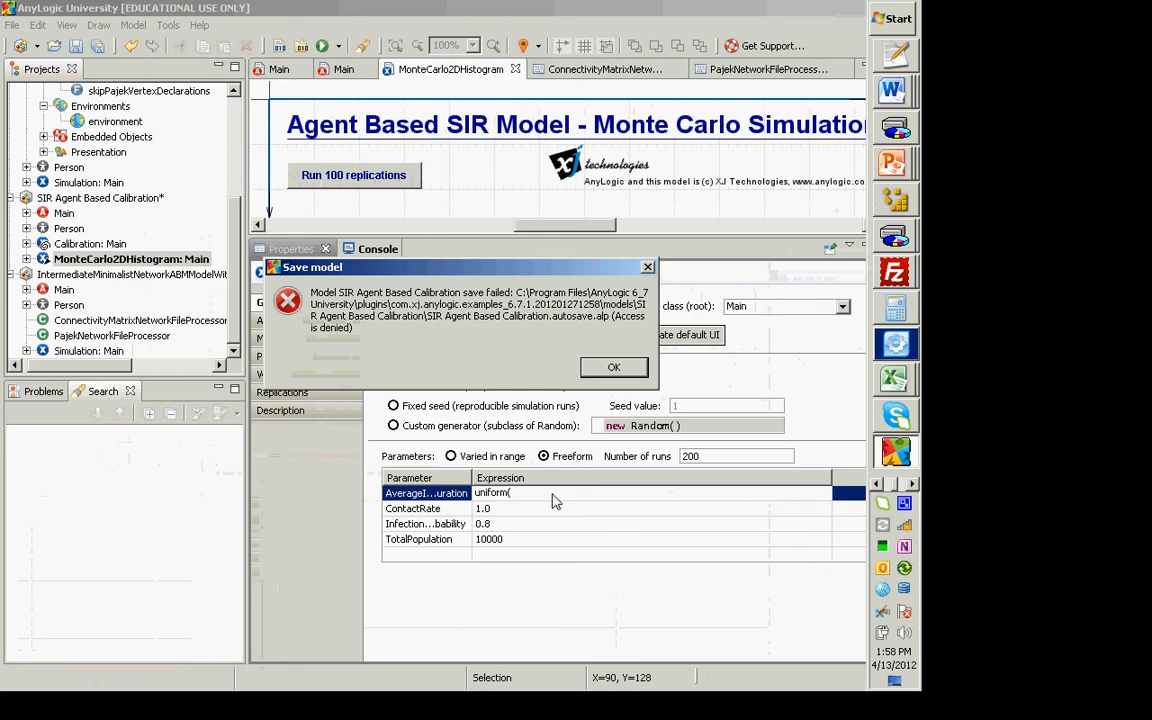 AnyLogic University [EDUCATIONAL USE ONLY]
File Edit View Draw Model Tools Help
100%
Get Support...
Start
Projects
Main
Main
MonteCarlo2DHistogram
ConnectivityMatrixNetw...
PajekNetworkFileProcess...
skipPajekVertexDeclarations
Environments
environment
Embedded Objects
Presentation
Person
Simulation: Main
SIR Agent Based Calibration*
Main
Person
Calibration: Main
MonteCarlo2DHistogram: Main
IntermediateMinimalistNetworkABMModelWit
Main
Person
ConnectivityMatrixNetworkFileProcessor
PajekNetworkFileProcessor
Simulation: Main
Agent Based SIR Model - Monte Carlo Simulation
Run 100 replications
xj technologies
AnyLogic and this model is (c) XJ Technologies, www.anylogic.co
Properties
Console
Save model
Model SIR Agent Based Calibration save failed: C:\Program Files\AnyLogic 6_7
University\plugins\com.xj.anylogic.examples_6.7.1.201201271258\models\SI
R Agent Based Calibration\SIR Agent Based Calibration.autosave.alp (Access
is denied)
OK
class (root):
Main
ate default UI
Replications
Description
Fixed seed (reproducible simulation runs)
Seed value:
1
Custom generator (subclass of Random):
new Random()
Parameters:
Varied in range
Freeform
Number of runs
200
Parameter
Expression
AverageI...uration
uniform(
ContactRate
1.0
Infection...bability
0.8
TotalPopulation
10000
Problems
Search
Selection
X=90, Y=128
1:58 PM
4/13/2012